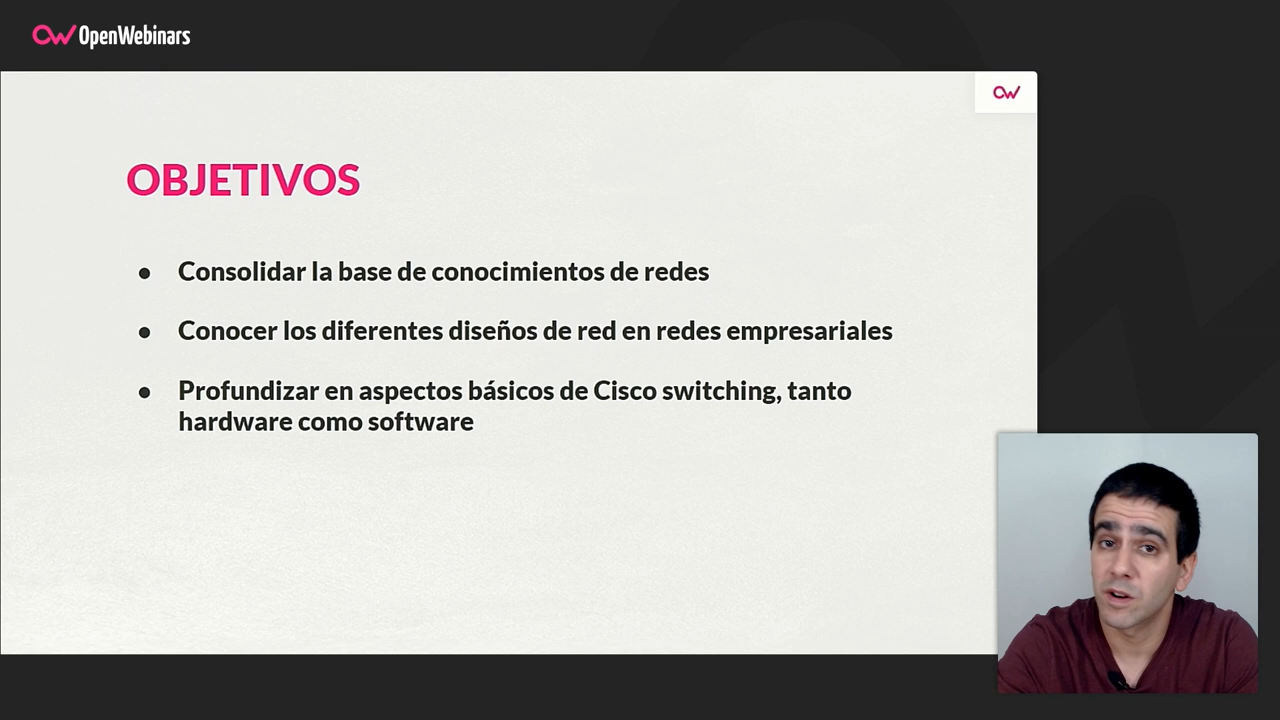 OpenWebinars
OBJETIVOS
● Consolidar la base de conocimientos de redes
● Conocer los diferentes diseños de red en redes empresariales
● Profundizar en aspectos básicos de Cisco switching, tanto
hardware como software